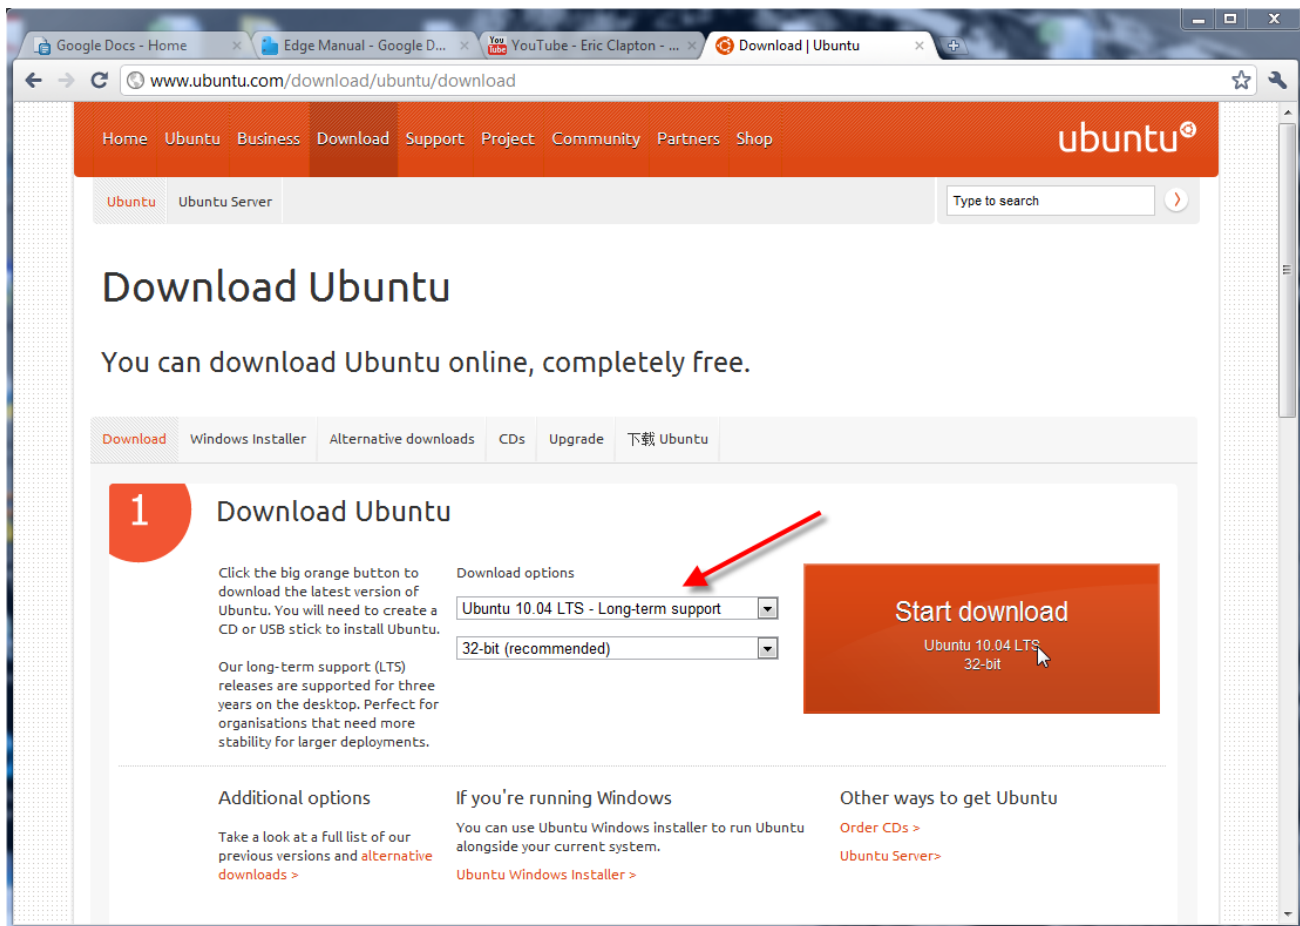 Google Docs - Home
Edge Manual - Google D...
YouTube - Eric Clapton - ...
Download | Ubuntu
www.ubuntu.com/download/ubuntu/download
Home Ubuntu Business Download Support Project Community Partners Shop
ubuntu
Ubuntu Ubuntu Server
Type to search
Download Ubuntu
You can download Ubuntu online, completely free.
Download Windows Installer Alternative downloads CDs Upgrade 下载 Ubuntu
1
Download Ubuntu
Click the big orange button to
download the latest version of
Ubuntu. You will need to create a
CD or USB stick to install Ubuntu.
Our long-term support (LTS)
releases are supported for three
years on the desktop. Perfect for
organisations that need more
stability for larger deployments.
Download options
Ubuntu 10.04 LTS - Long-term support
32-bit (recommended)
Start download
Ubuntu 10.04 LTS
32-bit
Additional options
Take a look at a full list of our
previous versions and alternative
downloads >
If you're running Windows
You can use Ubuntu Windows installer to run Ubuntu
alongside your current system.
Ubuntu Windows Installer >
Other ways to get Ubuntu
Order CDs >
Ubuntu Server>